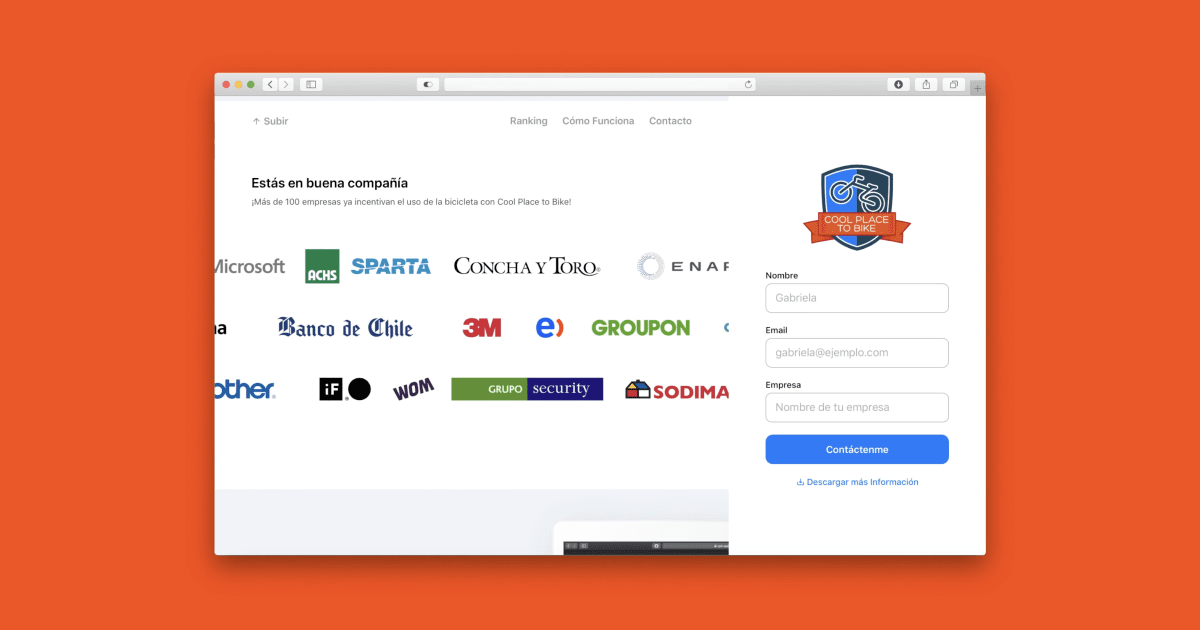 Subir
Ranking Cómo Funciona Contacto
Estás en buena compañía
¡Más de 100 empresas ya incentivan el uso de la bicicleta con Cool Place to Bike!
Microsoft ACHS SPARTA CONCHA Y TORO ENAP
Banco de Chile 3M e) GROUPON
other iF WOM GRUPO security SODIMA
COOL PLACE
TO BIKE
Nombre
Gabriela
Email
gabriela@ejemplo.com
Empresa
Nombre de tu empresa
Contáctenme
Descargar más Información